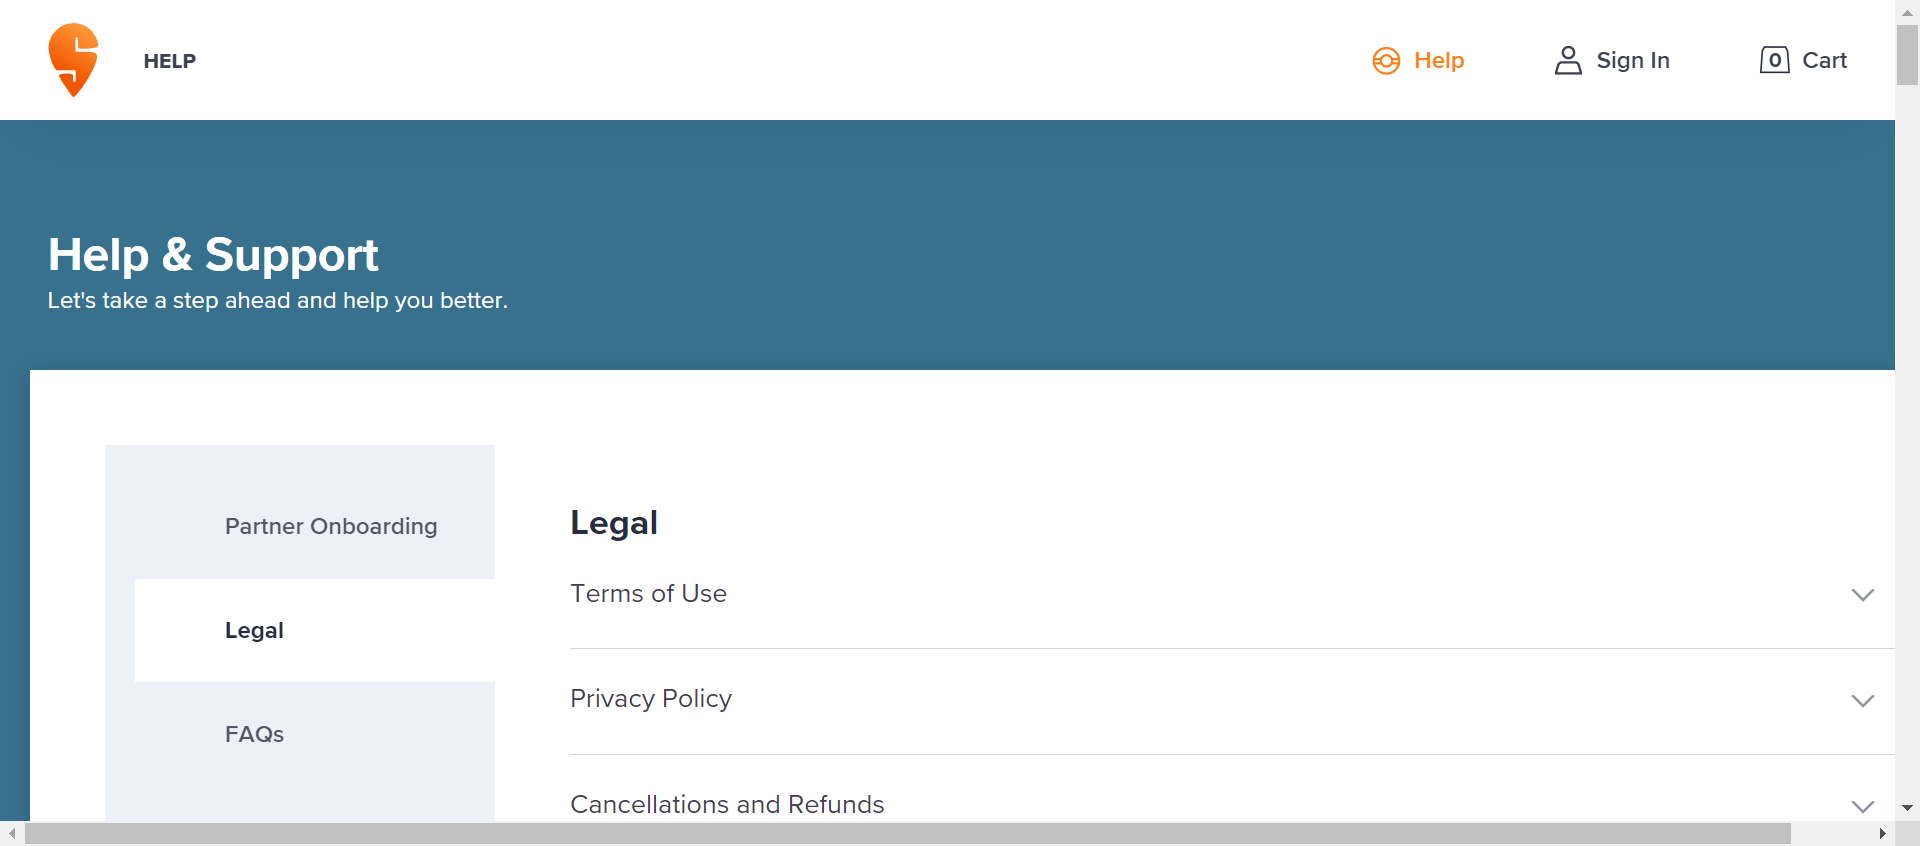 HELP
Help
Sign In
0
Cart
Help & Support
Let's take a step ahead and help you better.
Partner Onboarding
Legal
FAQs
Legal
Terms of Use
Privacy Policy
Cancellations and Refunds